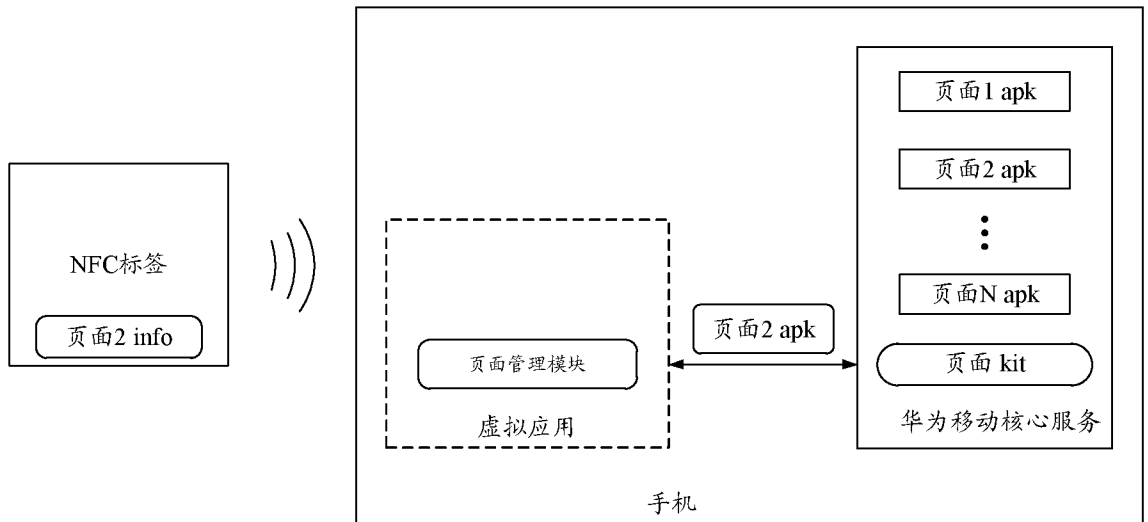 NFC标签
页面2 info
页面管理模块
虚拟应用
页面2 apk
页面1 apk
页面2 apk
页面N apk
页面 kit
华为移动核心服务
手机